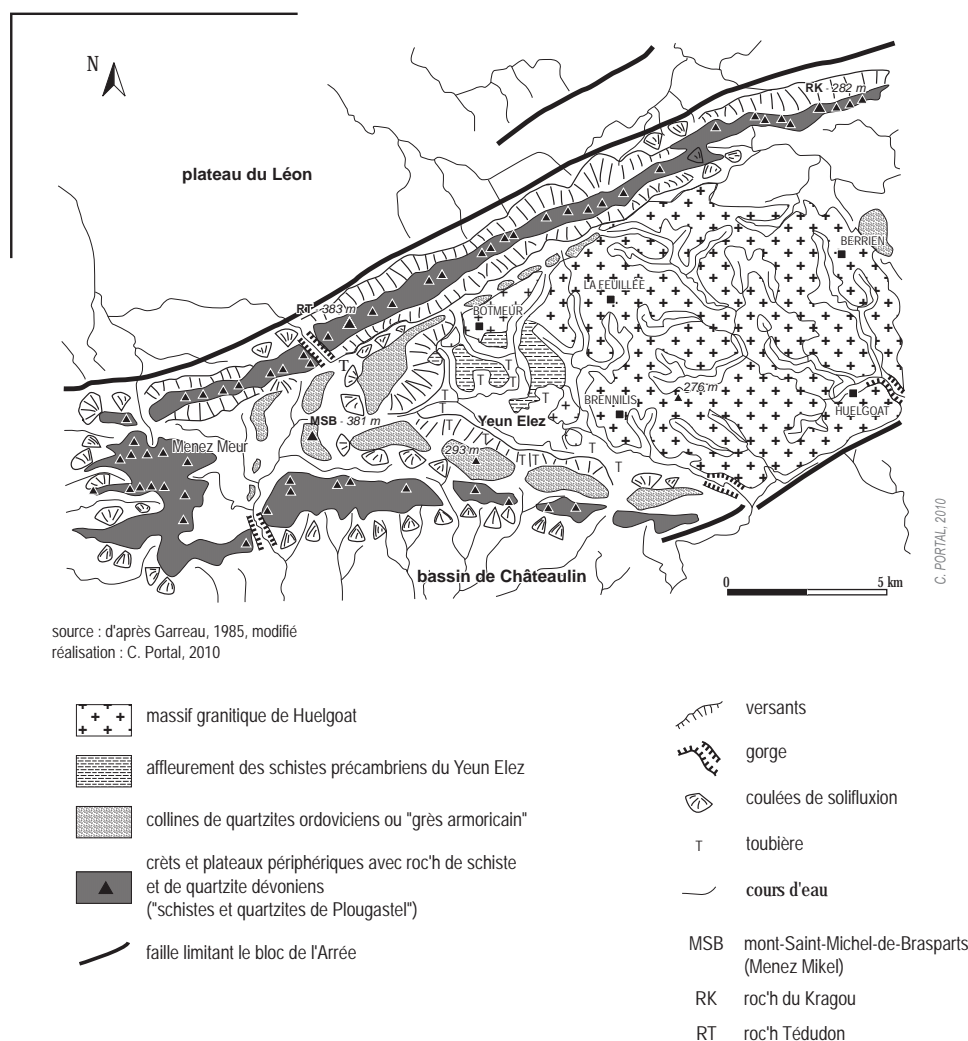 N
RK - 282 m
plateau du Léon
BERRIEN
LA FEUILLÉE
RT - 383 m
BOTMEUR
276 m
BRENNILIS
HUELGOAT
MSB - 381 m
Yeun Elez
Menez Meur
293 m
bassin de Châteaulin
0
5 km
C. PORTAL, 2010
source : d'après Garreau, 1985, modifié
réalisation : C. Portal, 2010
massif granitique de Huelgoat
affleurement des schistes précambriens du Yeun Elez
collines de quartzites ordoviciens ou "grès armoricain"
crèts et plateaux périphériques avec roc'h de schiste
et de quartzite dévoniens
("schistes et quartzites de Plougastel")
faille limitant le bloc de l'Arrée
versants
gorge
coulées de solifluxion
T toubière
cours d'eau
MSB mont-Saint-Michel-de-Brasparts
(Menez Mikel)
RK roc'h du Kragou
RT roc'h Tédudon